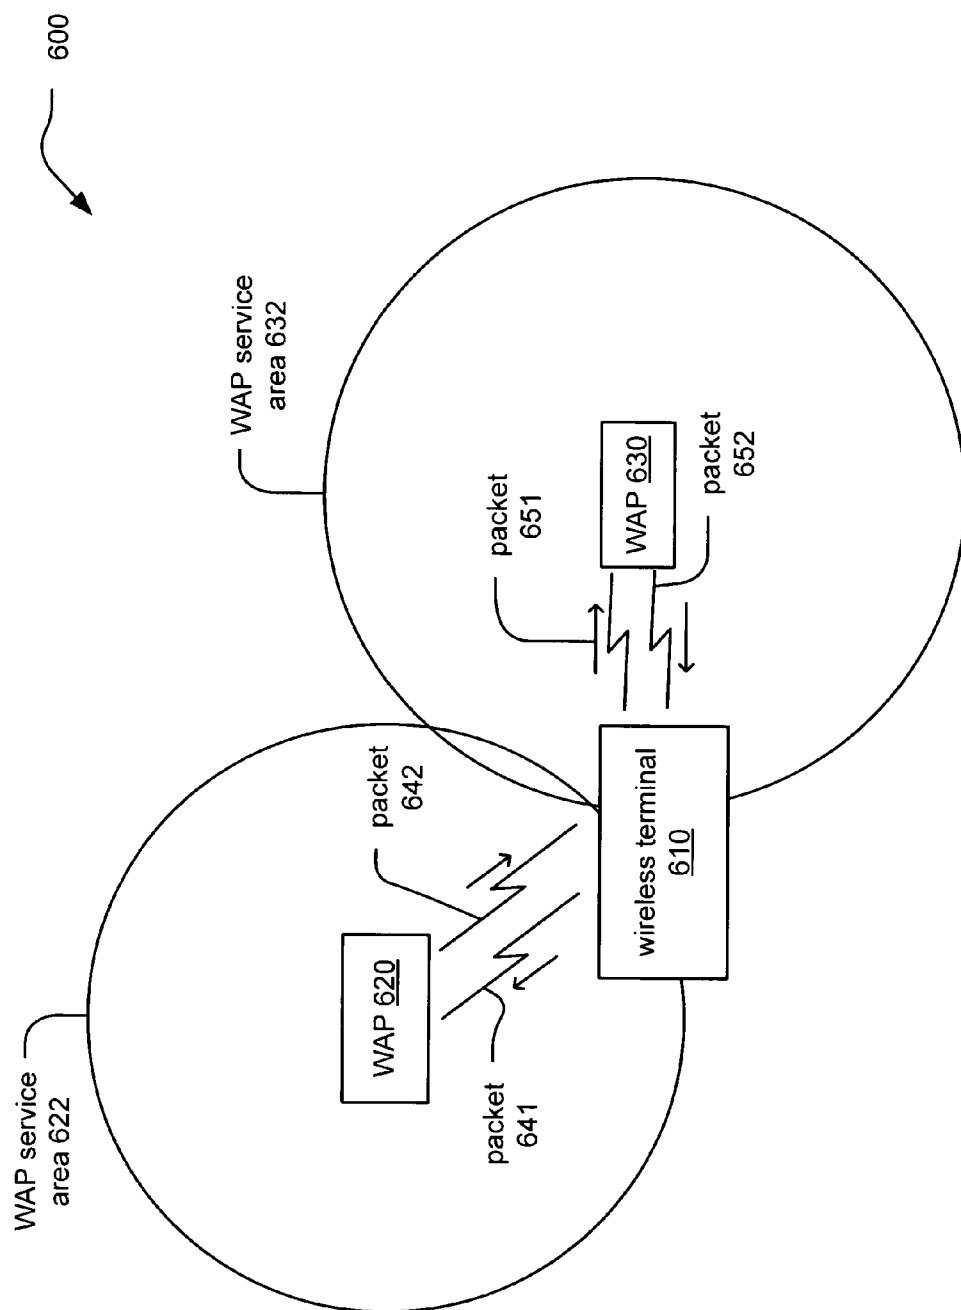 600
WAP service
area 622
WAP service
area 632
WAP 620
packet
642
packet
641
packet
651
WAP 630
packet
652
wireless terminal
610